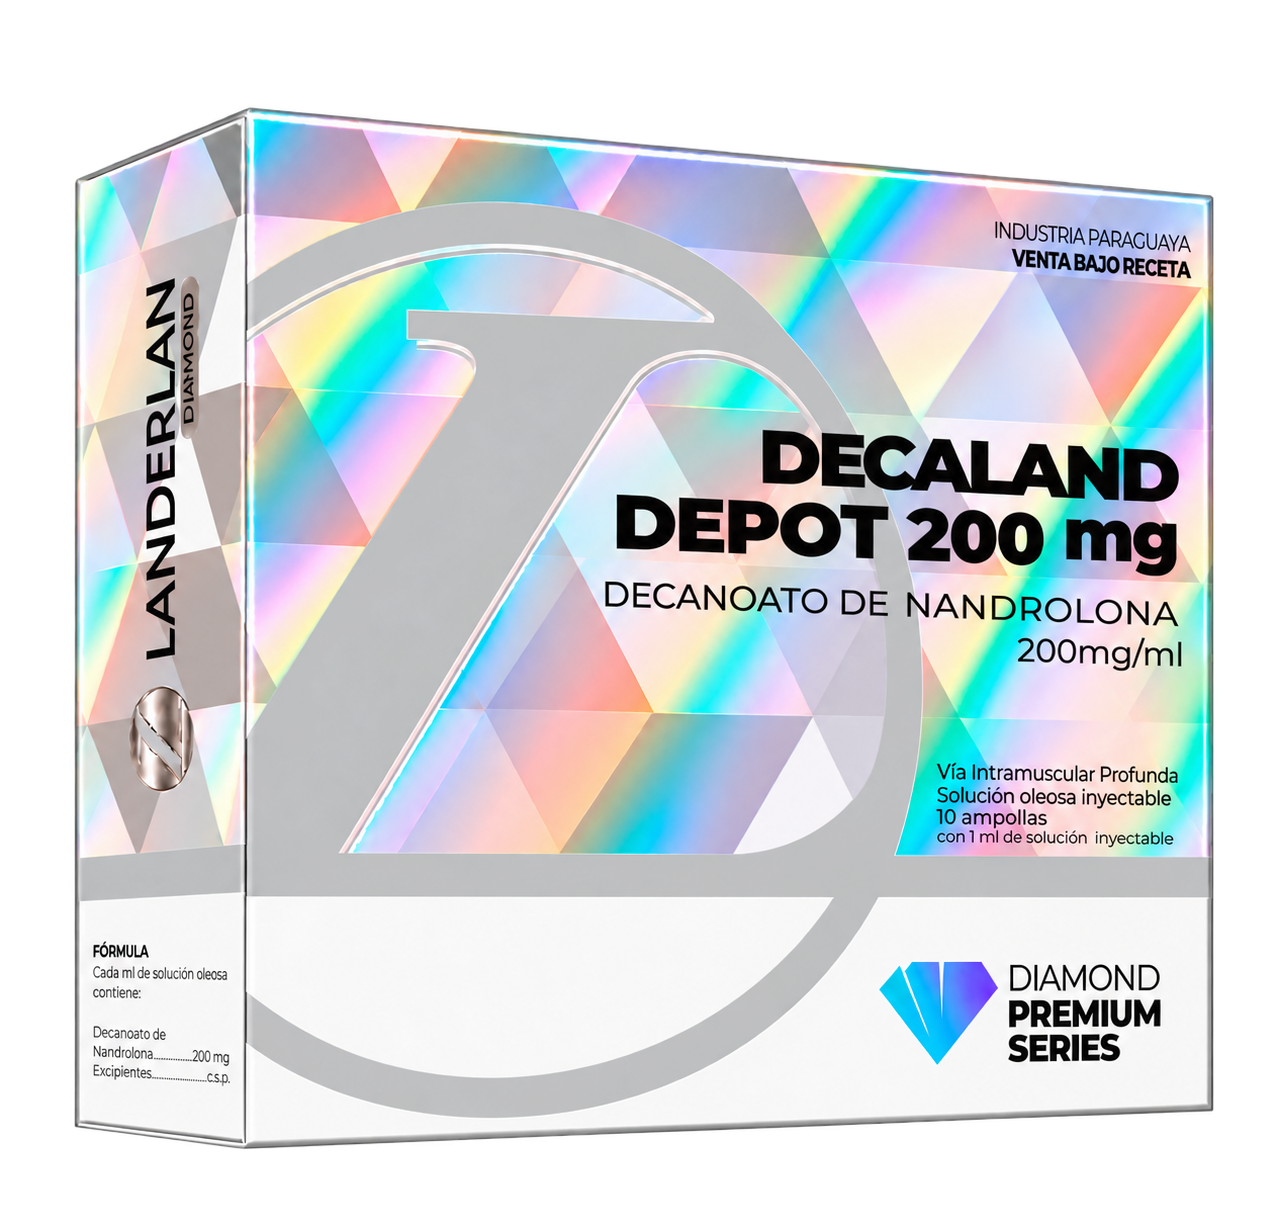 INDUSTRIA PARAGUAYA
VENTA BAJO RECETA
LANDERLAN
DIAMOND
DECALAND
DEPOT 200 mg
DECANOATO DE NANDROLONA
200mg/ml
Vía Intramuscular Profunda
Solución oleosa inyectable
10 ampollas
con 1 ml de solución inyectable
FÓRMULA
Cada ml de solución oleosa
contiene:
Decanoato de
Nandrolona..................200 mg
Excipientes.........................c.s.p.
DIAMOND
PREMIUM
SERIES